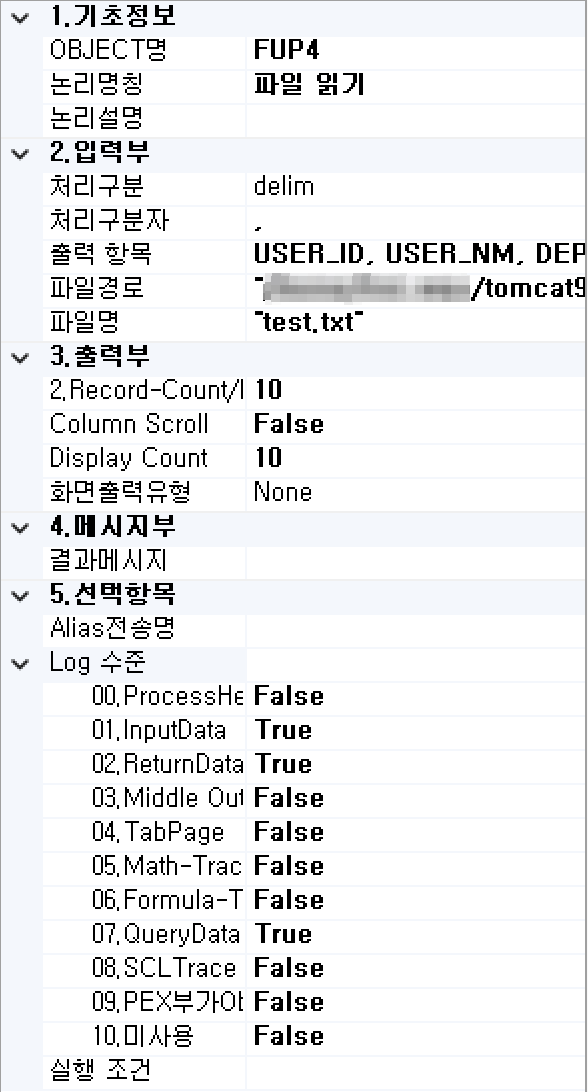 1.기초정보
OBJECT명 FUP4
논리명칭 파일 읽기
논리설명
2.입력부
처리구분 delim
처리구분자 ,
출력 항목 USER_ID, USER_NM, DEP
파일경로 "/tomcat9
파일명 "test.txt"
3.출력부
2.Record-Count/I 10
Column Scroll False
Display Count 10
화면출력유형 None
4.메시지부
결과메시지
5.선택항목
Alias전송명
Log 수준
00.ProcessHe False
01.InputData True
02.ReturnData True
03.Middle Out False
04.TabPage False
05.Math-Trac False
06.Formula-T False
07.QueryData True
08.SCLTrace False
09.PEX부가Ob False
10.미사용 False
실행 조건